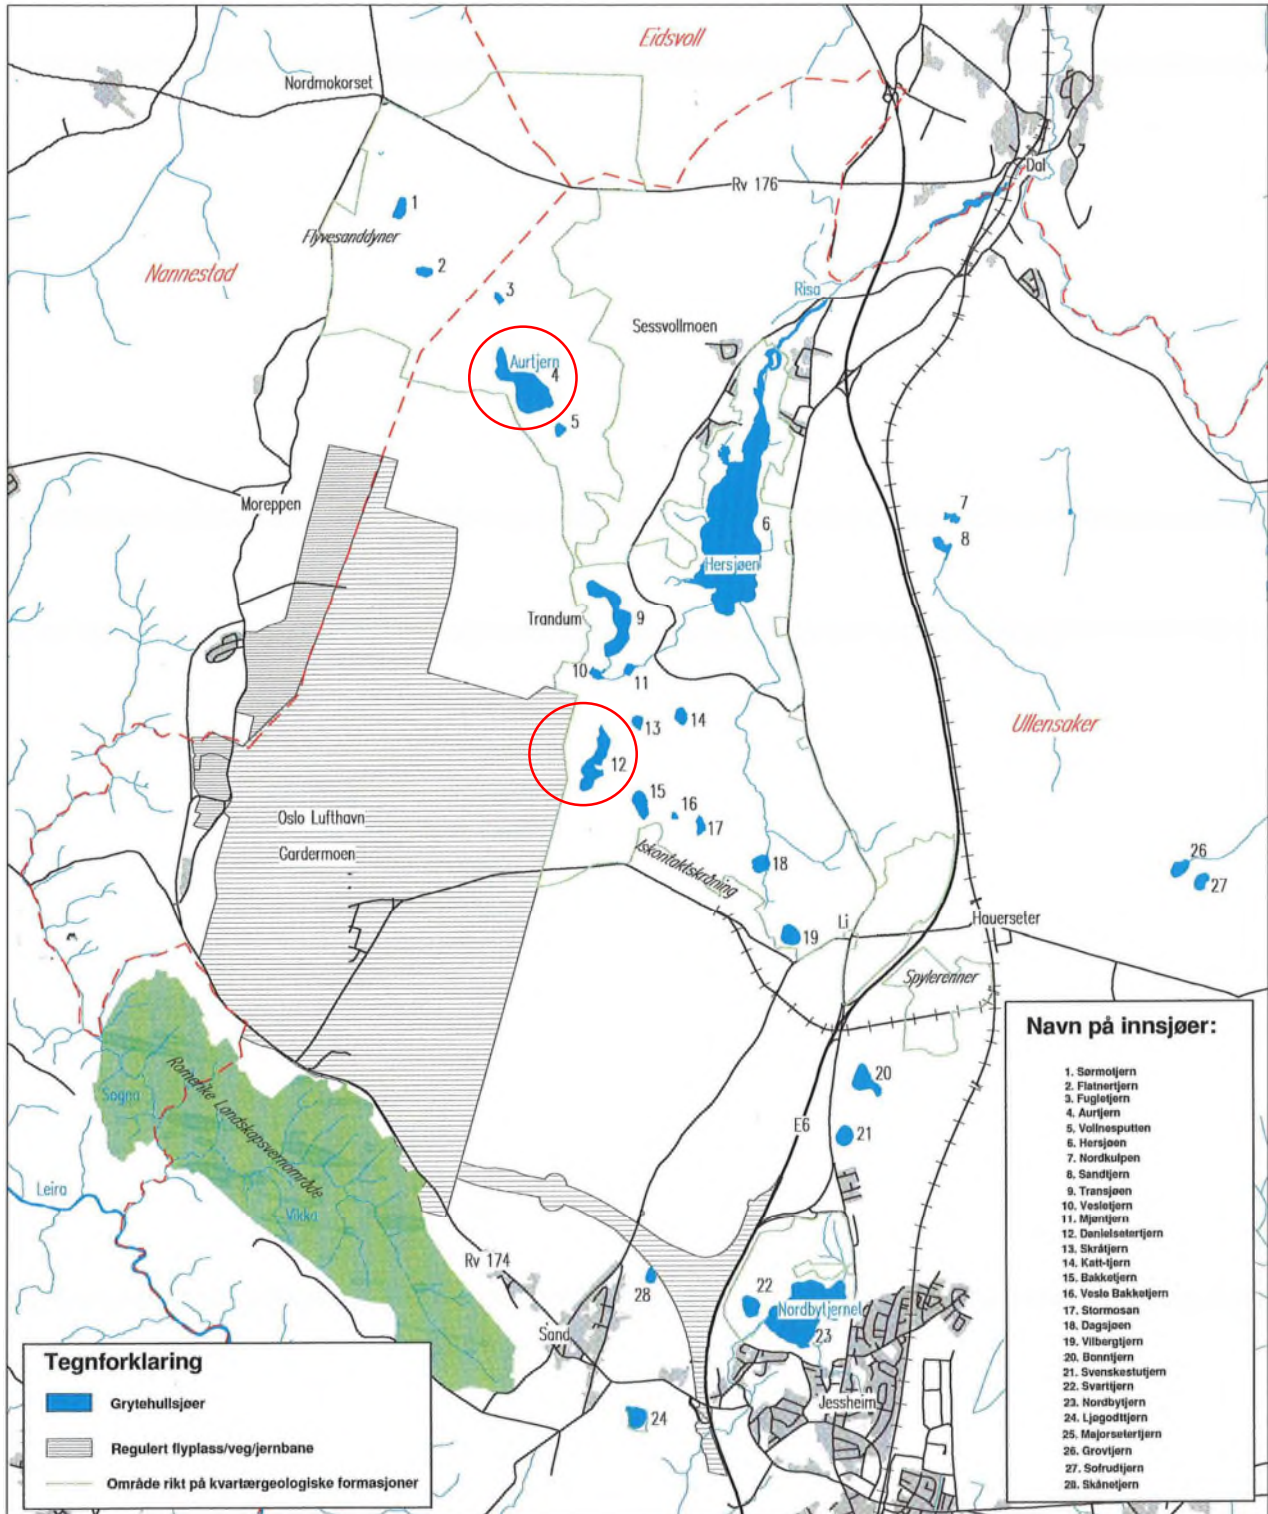 Eidsvoll
Nordmokorset
Dal
Rv 176
1
Flyvesanddyner
Nannestad
2
3
Risa
Sessvollmoen
Aurtjern
4
5
Moreppen
6
7
8
Hersjøen
Trandum
9
10
11
13
14
Ullensaker
12
15
16
17
Oslo Lufthavn
Gardermoen
Iskontaktskråning
18
26
27
19
Li
Hauerseter
Spylerenner
Romerike Landskapsvernområde
Sogna
Vikka
Leira
20
E6
21
Rv 174
28
22
Nordbytjernet
23
Sand
Jessheim
24
Tegnforklaring
Grytehullsjøer
Regulert flyplass/veg/jernbane
Område rikt på kvartærgeologiske formasjoner
Navn på innsjøer:
1. Sørmotjern
2. Flatnertjern
3. Fugletjern
4. Aurtjern
5. Vollnesputten
6. Hersjøen
7. Nordkulpen
8. Sandtjern
9. Transjøen
10. Vesletjern
11. Mjøntjern
12. Danielsetertjern
13. Skråtjern
14. Katt-tjern
15. Bakketjern
16. Vesle Bakketjern
17. Stormosan
18. Dagsjøen
19. Vilbergtjern
20. Bonntjern
21. Svenskestutjern
22. Svarttjern
23. Nordbytjern
24. Ljøgodttjern
25. Majorsetertjern
26. Grovtjern
27. Sofrudtjern
28. Skånetjern